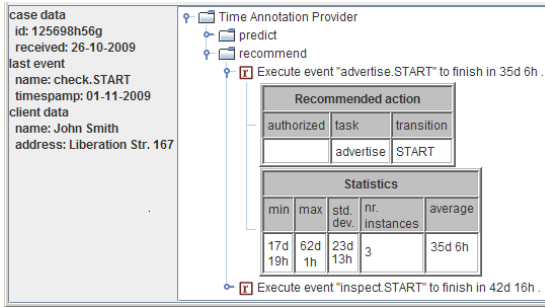 case data
id: 125698h56g
received: 26-10-2009
last event
name: check.START
timespamp: 01-11-2009
client data
name: John Smith
address: Liberation Str. 167
Time Annotation Provider
predict
recommend
r Execute event "advertise.START" to finish in 35d 6h .
Recommended action
authorized task transition
advertise START
Statistics
min max std. dev. nr. instances average
17d 19h 62d 1h 23d 13h 3 35d 6h
r Execute event "inspect.START" to finish in 42d 16h .